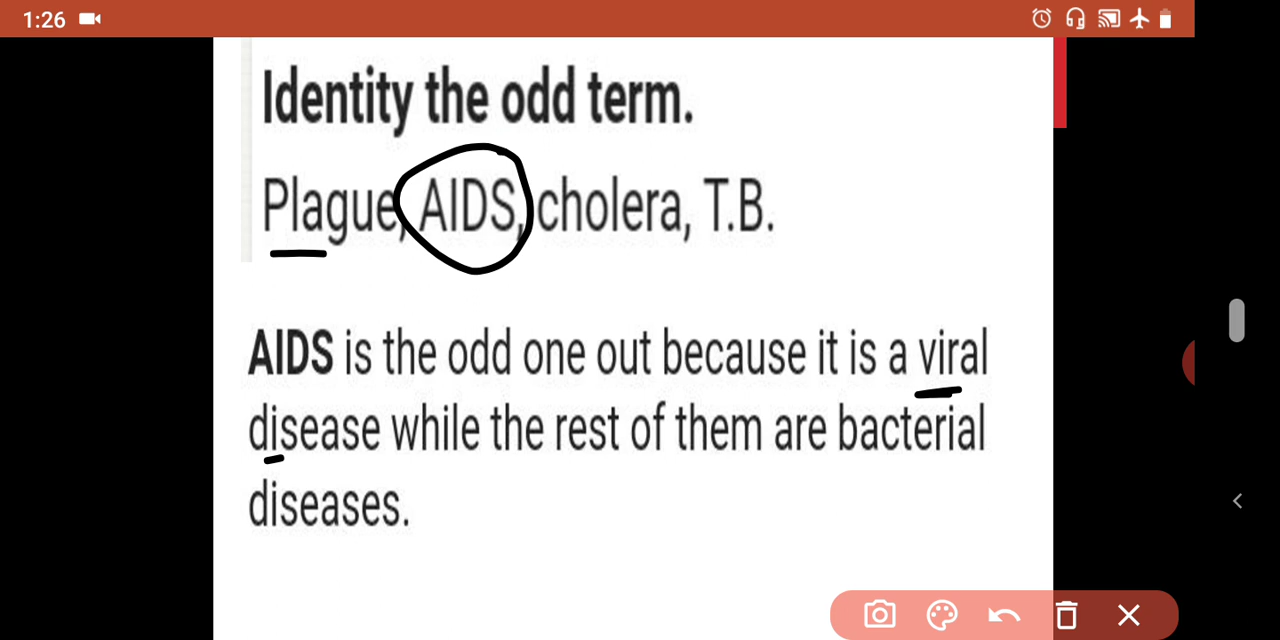 1:26
Identity the odd term.
Plague, AIDS, cholera, T.B.
AIDS is the odd one out because it is a viral
disease while the rest of them are bacterial
diseases.